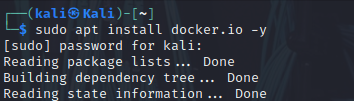 ┌──(kali㉿Kali)-[~]
└─$ sudo apt install docker.io -y
[sudo] password for kali:
Reading package lists... Done
Building dependency tree... Done
Reading state information... Done